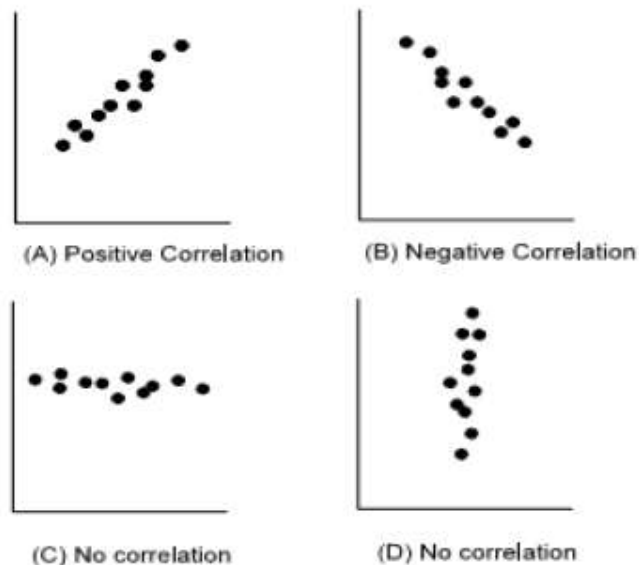 (A) Positive Correlation
(B) Negative Correlation
(C) No correlation
(D) No correlation